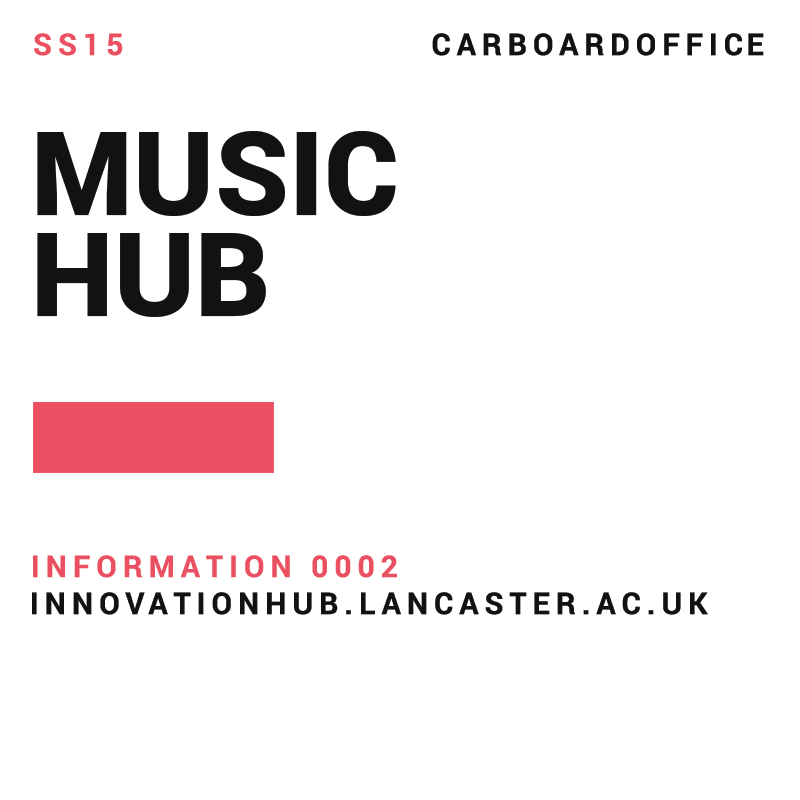 SS15
CARBOARDOFFICE
MUSIC
HUB
INFORMATION 0002
INNOVATIONHUB.LANCASTER.AC.UK